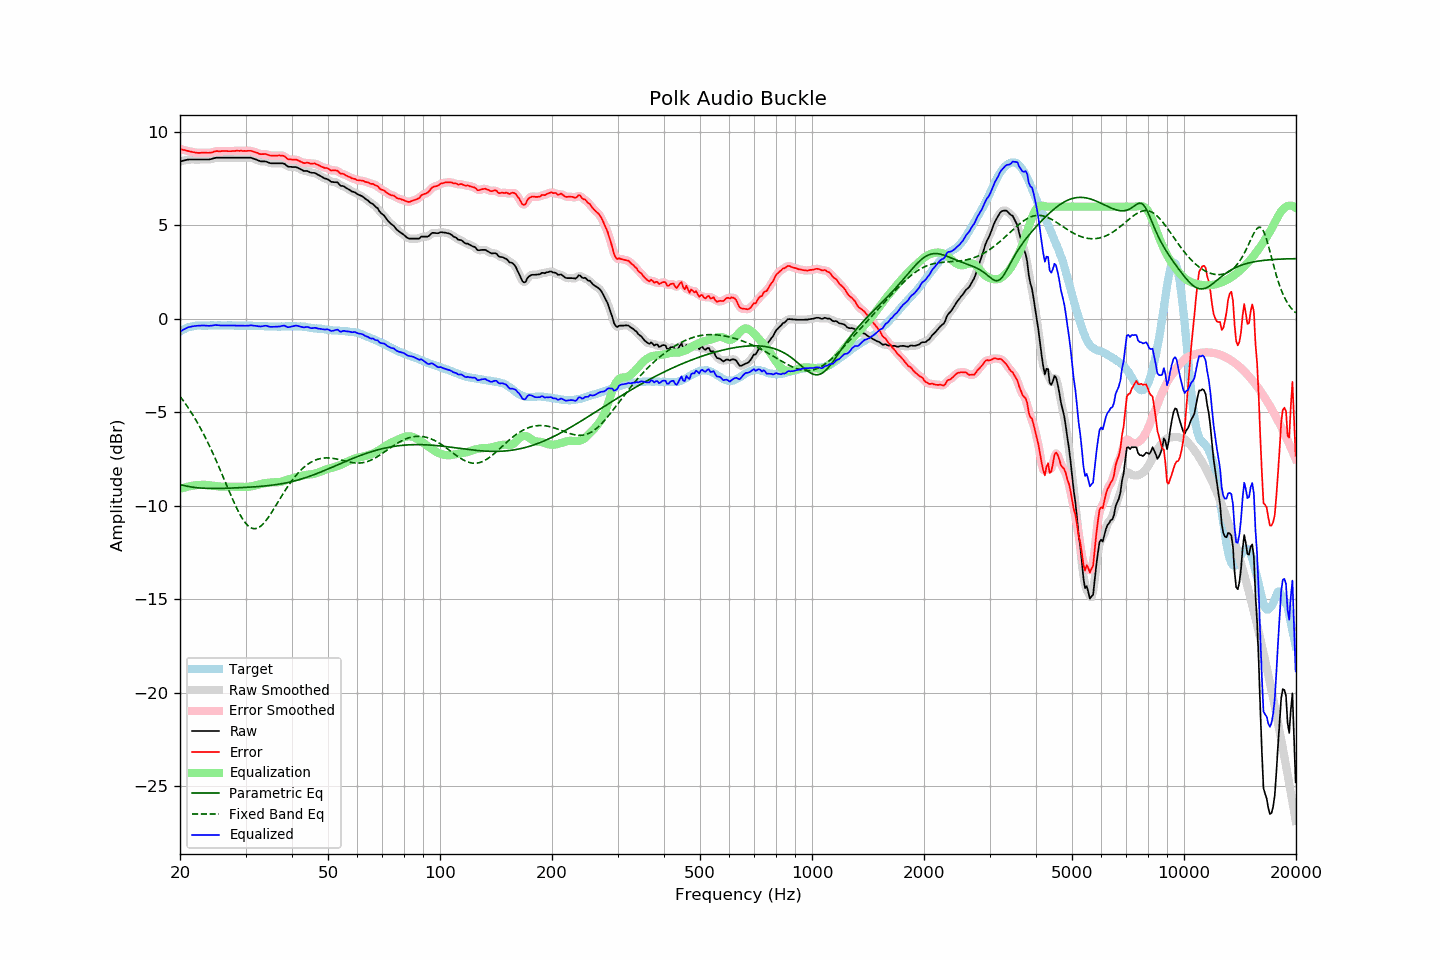 Polk Audio Buckle
10
5
0
−5
−10
−15
−20
−25
Amplitude (dBr)
Target
Raw Smoothed
Error Smoothed
Raw
Error
Equalization
Parametric Eq
Fixed Band Eq
Equalized
20 50 100 200 500 1000 2000 5000 10000 20000
Frequency (Hz)